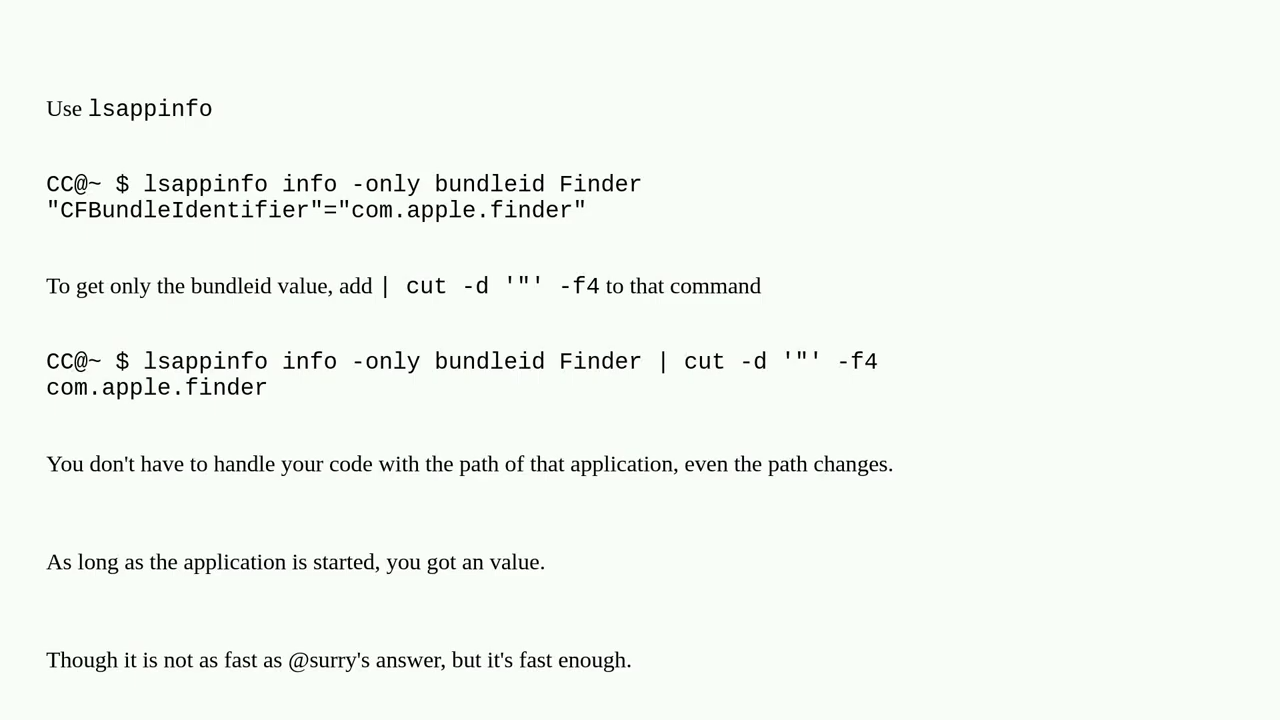 Use lsappinfo
CC@~ $ lsappinfo info -only bundleid Finder
"CFBundleIdentifier"="com.apple.finder"
To get only the bundleid value, add | cut -d '"' -f4 to that command
CC@~ $ lsappinfo info -only bundleid Finder | cut -d '"' -f4
com.apple.finder
You don't have to handle your code with the path of that application, even the path changes.
As long as the application is started, you got an value.
Though it is not as fast as @surry's answer, but it's fast enough.